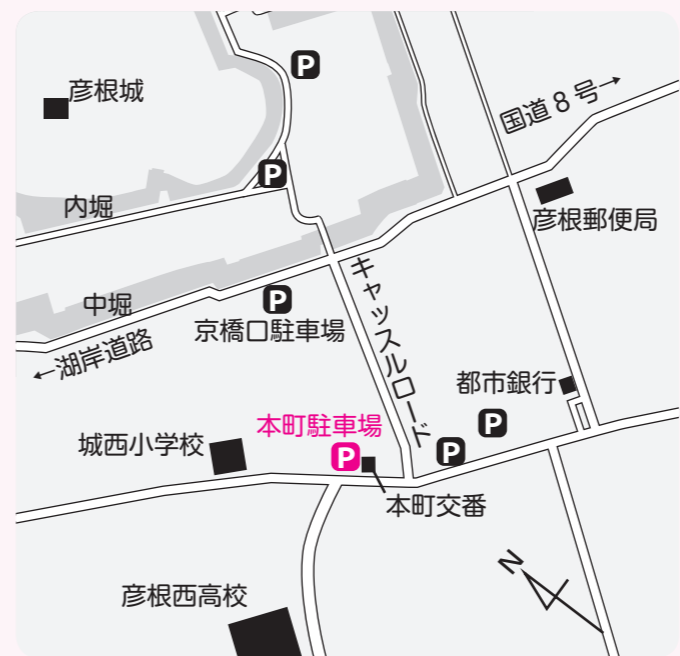 P
彦根城
国道8号→
P
内堀
彦根郵便局
中堀
P
京橋口駐車場
キャッスルロード
←湖岸道路
都市銀行
P
本町駐車場
城西小学校
P
P
本町交番
N
彦根西高校